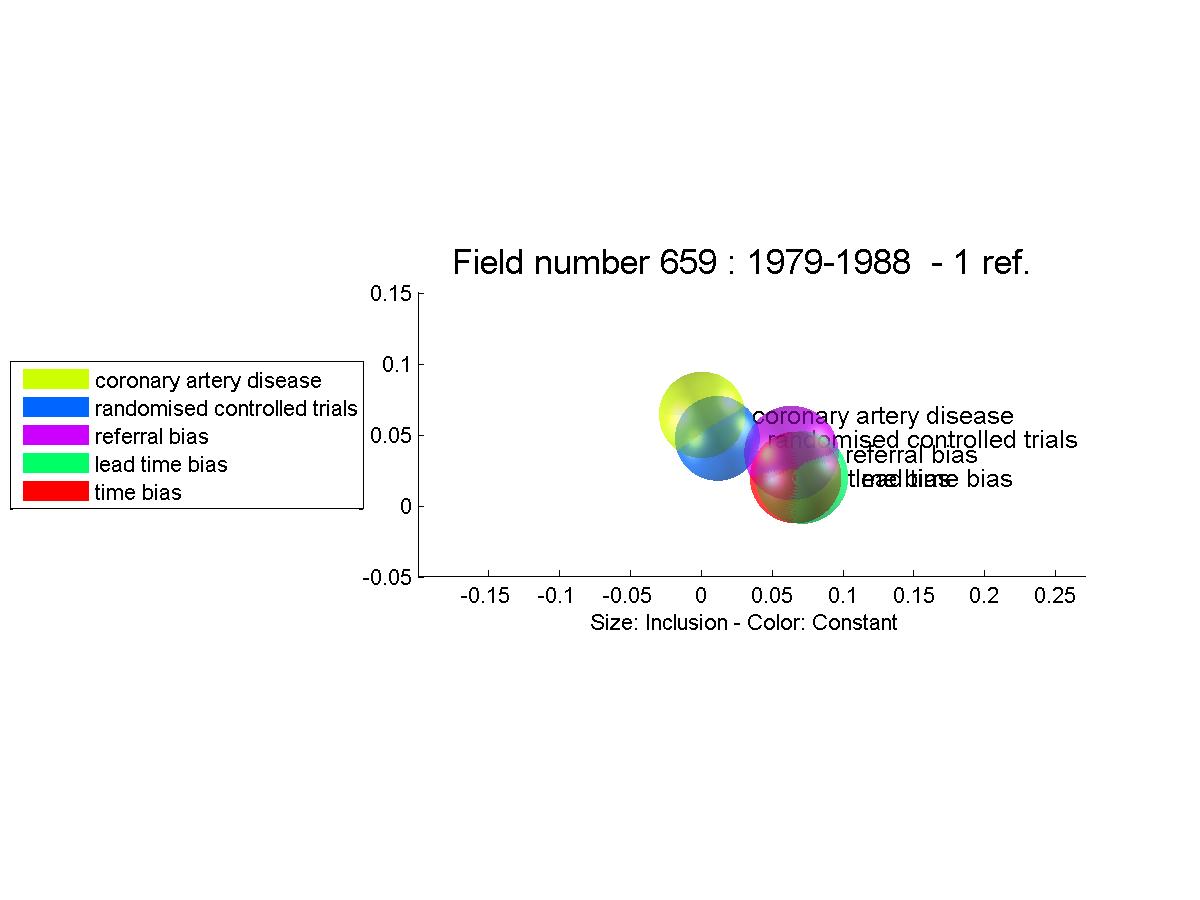 Field number 659 : 1979-1988 - 1 ref.
0.15
0.1
0.05
0
-0.05
coronary artery disease
randomised controlled trials
referral bias
lead time bias
time bias
coronary artery disease
randomised controlled trials
referral bias
time bias
lead time bias
-0.15 -0.1 -0.05 0 0.05 0.1 0.15 0.2 0.25
Size: Inclusion - Color: Constant